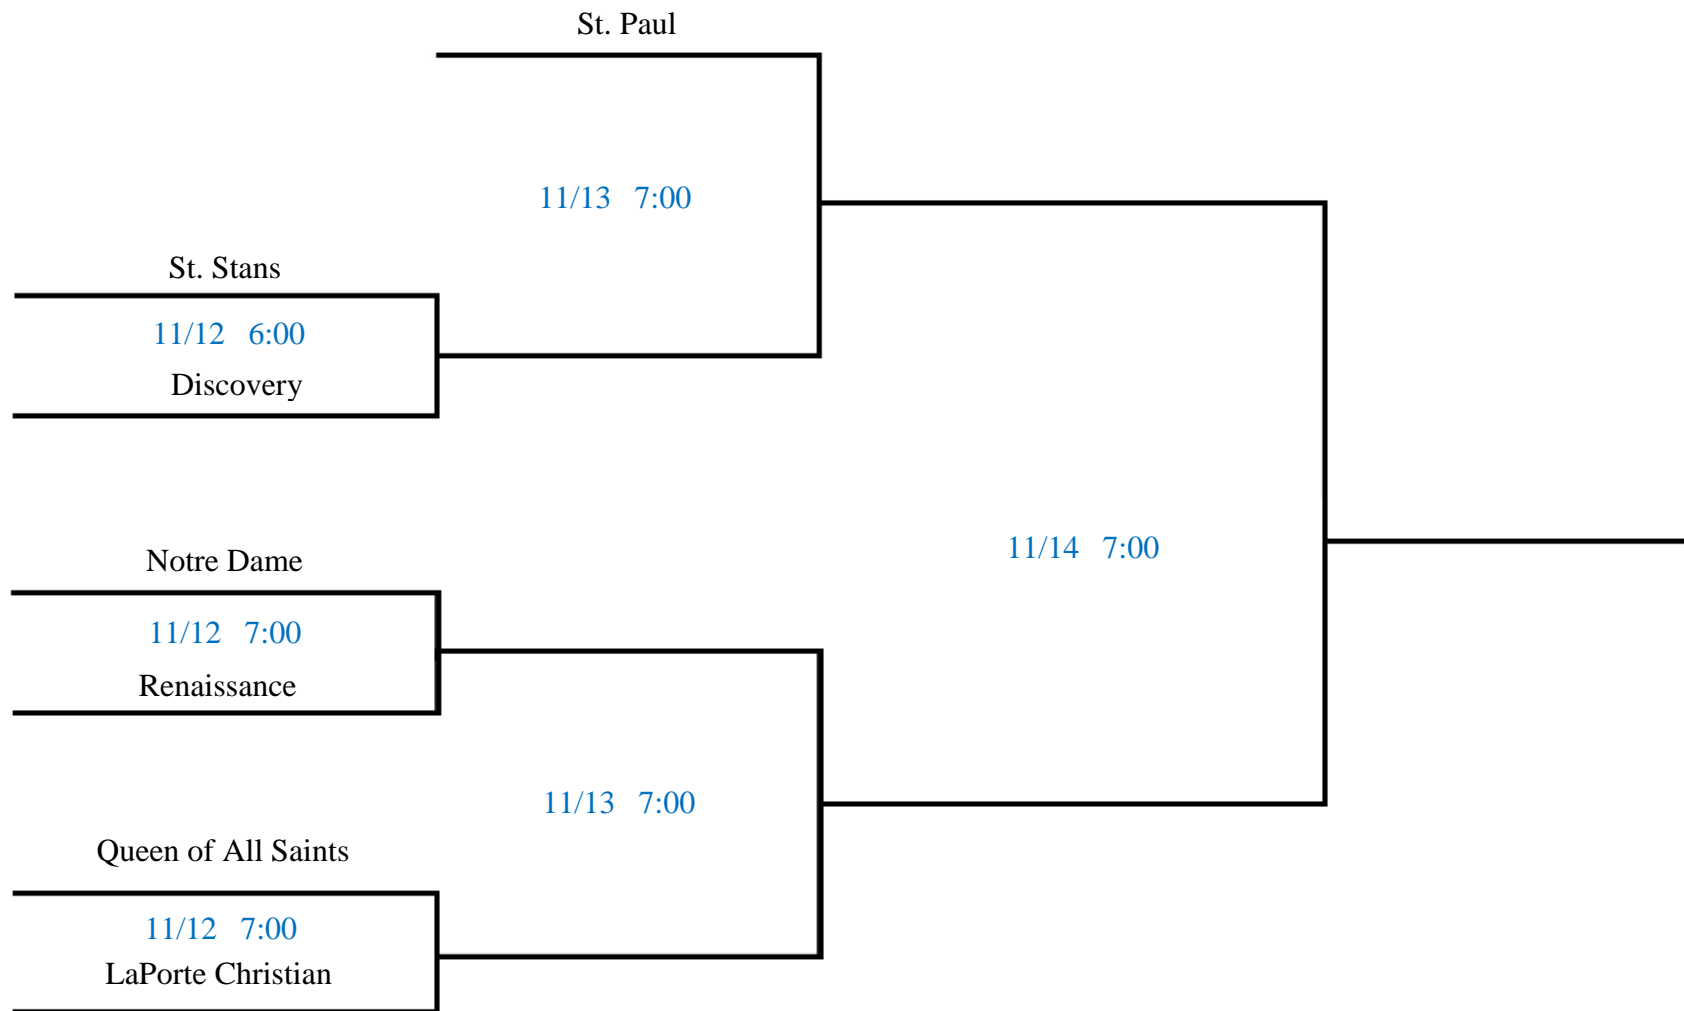 St. Paul
11/13 7:00
St. Stans
11/12 6:00
Discovery
Notre Dame
11/14 7:00
11/12 7:00
Renaissance
11/13 7:00
Queen of All Saints
11/12 7:00
LaPorte Christian